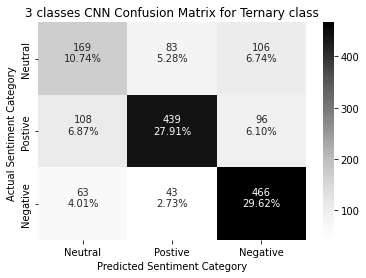 3 classes CNN Confusion Matrix for Ternary class
Actual Sentiment Category
Neutral
169 83 106
10.74% 5.28% 6.74%
Postive
108 439 96
6.87% 27.91% 6.10%
Negative
63 43 466
4.01% 2.73% 29.62%
Neutral Postive Negative
Predicted Sentiment Category
400
300
200
100